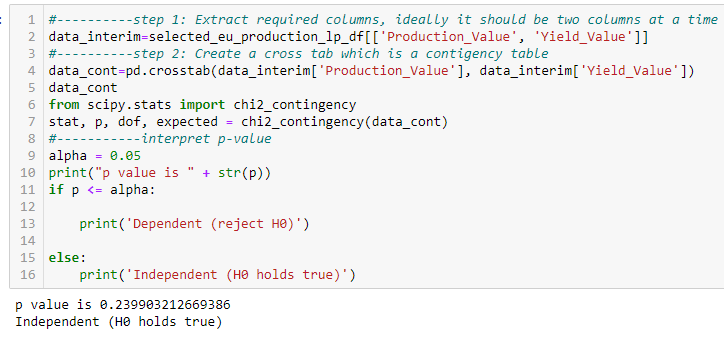 1 #----------step 1: Extract required columns, ideally it should be two columns at a time
2 data_interim=selected_eu_production_lp_df[['Production_Value', 'Yield_Value']]
3 #----------step 2: Create a cross tab which is a contigency table
4 data_cont=pd.crosstab(data_interim['Production_Value'], data_interim['Yield_Value'])
5 data_cont
6 from scipy.stats import chi2_contingency
7 stat, p, dof, expected = chi2_contingency(data_cont)
8 #-----------interpret p-value
9 alpha = 0.05
10 print("p value is " + str(p))
11 if p <= alpha:
12
13     print('Dependent (reject H0)')
14
15 else:
16     print('Independent (H0 holds true)')
p value is 0.239903212669386
Independent (H0 holds true)